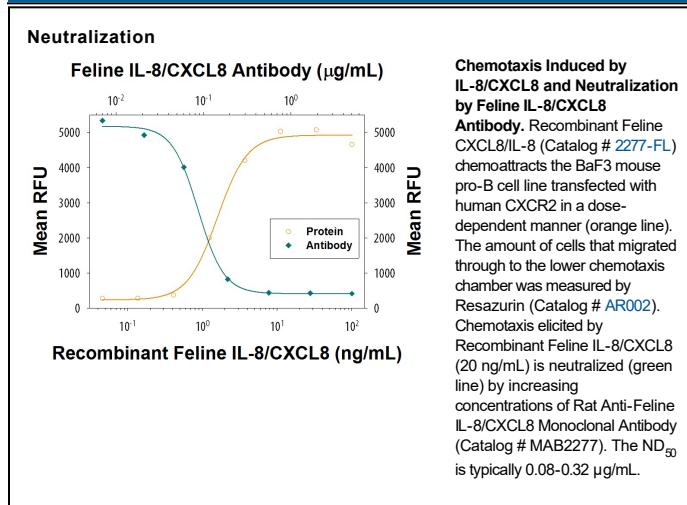 Neutralization
Feline IL-8/CXCL8 Antibody (µg/mL)
10-2 10-1 100
5000 5000
4000 4000
3000 3000
2000 2000
1000 1000
0 0
Mean RFU
Mean RFU
Protein
Antibody
10-1 100 101 102
Recombinant Feline IL-8/CXCL8 (ng/mL)
Chemotaxis Induced by
IL-8/CXCL8 and Neutralization
by Feline IL-8/CXCL8
Antibody. Recombinant Feline
CXCL8/IL-8 (Catalog # 2277-FL)
chemoattracts the BaF3 mouse
pro-B cell line transfected with
human CXCR2 in a dose-
dependent manner (orange line).
The amount of cells that migrated
through to the lower chemotaxis
chamber was measured by
Resazurin (Catalog # AR002).
Chemotaxis elicited by
Recombinant Feline IL-8/CXCL8
(20 ng/mL) is neutralized (green
line) by increasing
concentrations of Rat Anti-Feline
IL-8/CXCL8 Monoclonal Antibody
(Catalog # MAB2277). The ND50
is typically 0.08-0.32 µg/mL.